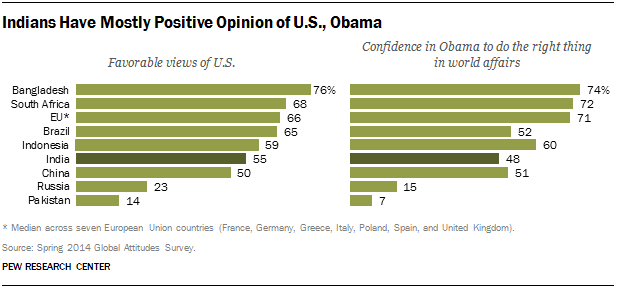 Indians Have Mostly Positive Opinion of U.S., Obama
Favorable views of U.S.
Confidence in Obama to do the right thing
in world affairs
Bangladesh 76% 74%
South Africa 68 72
EU* 66 71
Brazil 65 52
Indonesia 59 60
India 55 48
China 50 51
Russia 23 15
Pakistan 14 7
* Median across seven European Union countries (France, Germany, Greece, Italy, Poland, Spain, and United Kingdom).
Source: Spring 2014 Global Attitudes Survey.
PEW RESEARCH CENTER